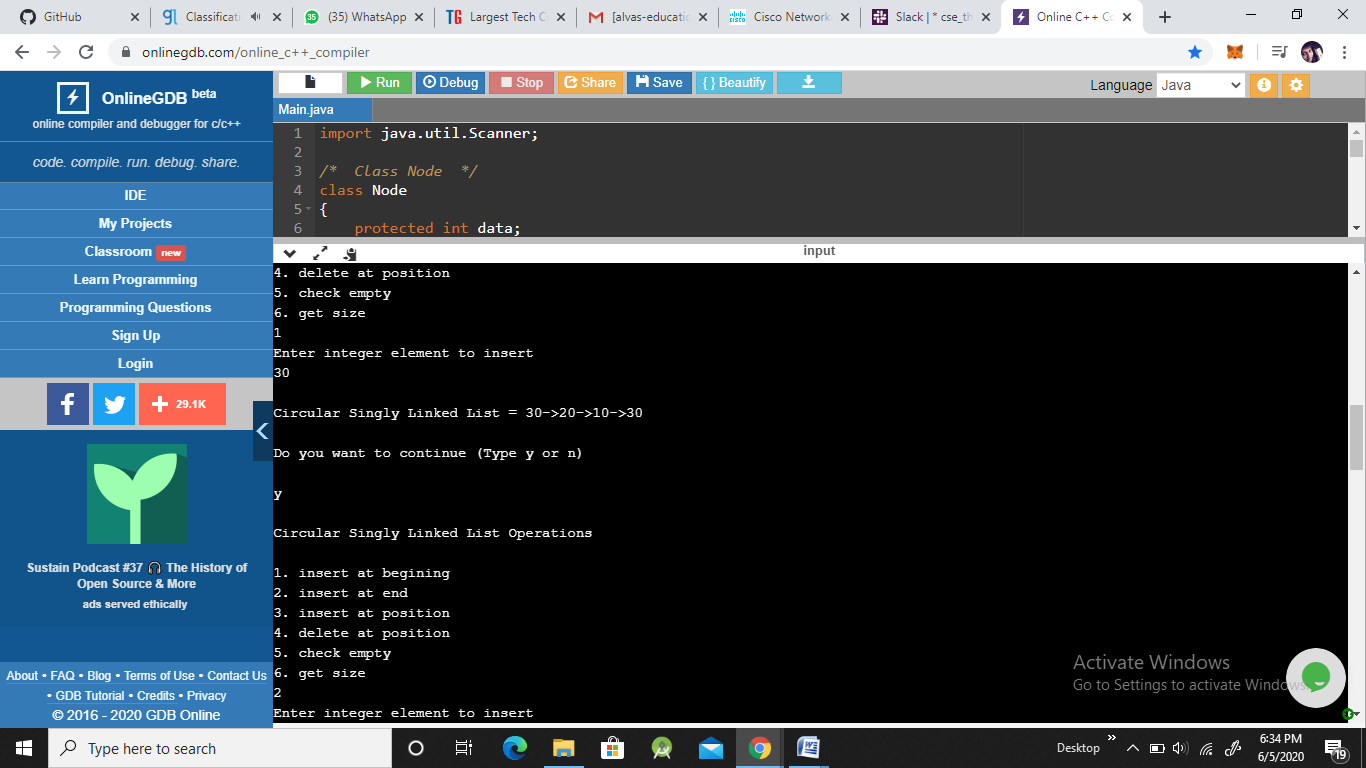 GitHub
Classificati
(35) WhatsApp
Largest Tech C
[alvas-educatic
Cisco Network
Slack | * cse_th
Online C++ Cc
onlinegdb.com/online_c++_compiler
OnlineGDB beta
online compiler and debugger for c/c++
code. compile. run. debug. share.
IDE
My Projects
Classroom new
Learn Programming
Programming Questions
Sign Up
Login
f
29.1K
Sustain Podcast #37 🎧 The History of
Open Source & More
ads served ethically
About • FAQ • Blog • Terms of Use • Contact Us
• GDB Tutorial • Credits • Privacy
© 2016 - 2020 GDB Online
Run Debug Stop Share Save { } Beautify
Language Java
Main.java
1 import java.util.Scanner;
2
3 /*  Class Node  */
4 class Node
5 {
6     protected int data;
input
4. delete at position
5. check empty
6. get size
1
Enter integer element to insert
30
Circular Singly Linked List = 30->20->10->30
Do you want to continue (Type y or n)
y
Circular Singly Linked List Operations
1. insert at begining
2. insert at end
3. insert at position
4. delete at position
5. check empty
6. get size
2
Enter integer element to insert
Activate Windows
Go to Settings to activate Windows.
Type here to search
Desktop
6:34 PM
6/5/2020
19